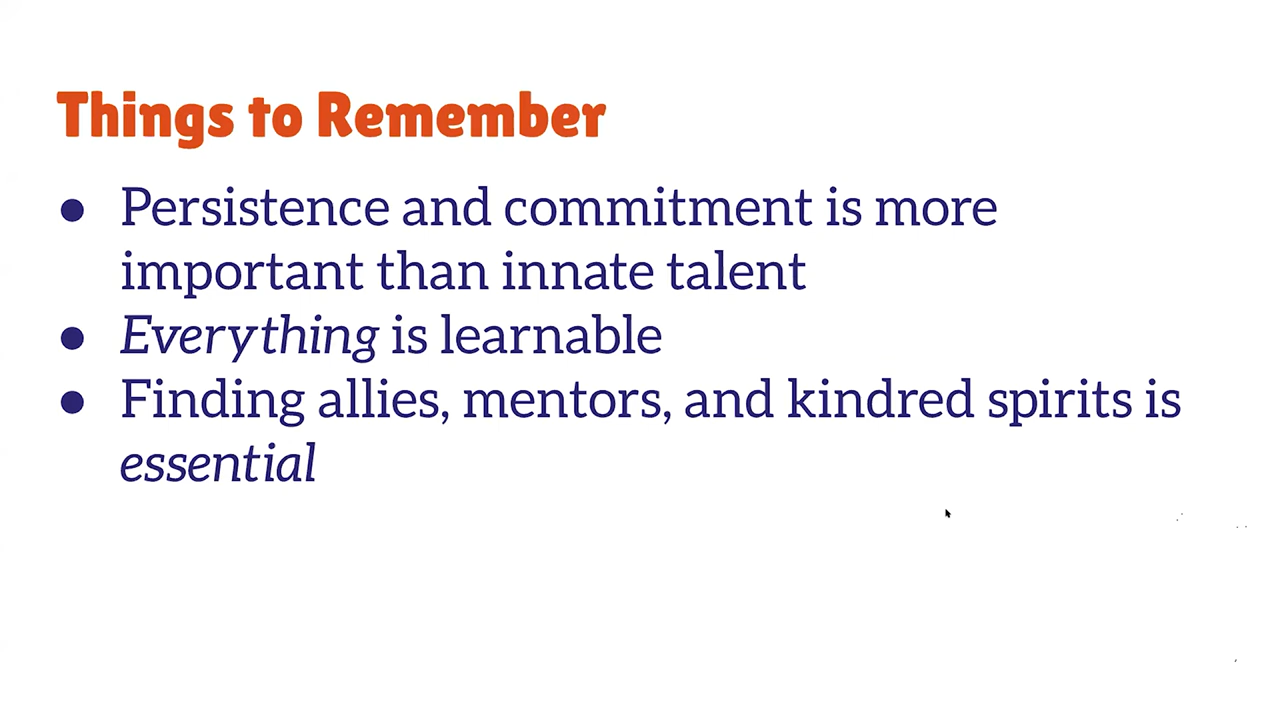 Things to Remember
● Persistence and commitment is more
important than innate talent
● Everything is learnable
● Finding allies, mentors, and kindred spirits is
essential